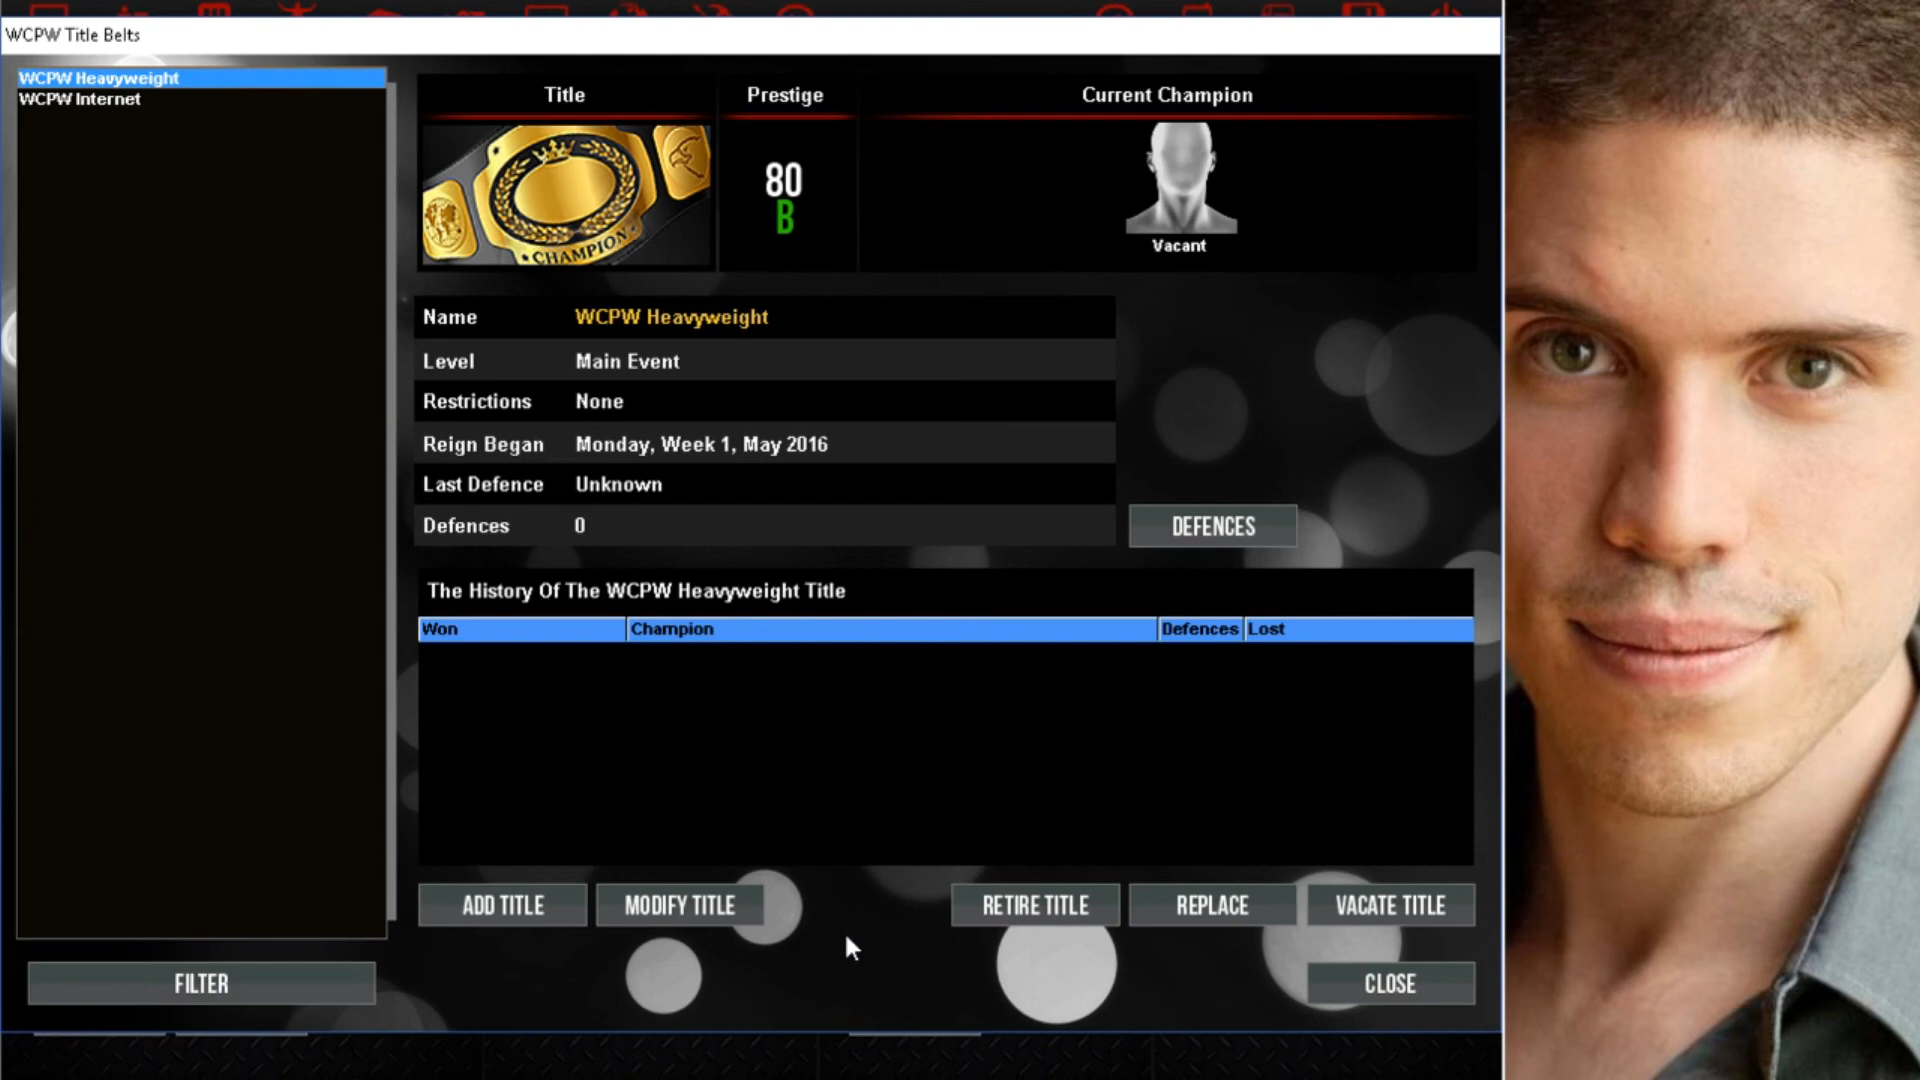 WCPW Title Belts
WCPW Heavyweight
WCPW Internet
Title Prestige Current Champion
CHAMPION
80
B
Vacant
Name WCPW Heavyweight
Level Main Event
Restrictions None
Reign Began Monday, Week 1, May 2016
Last Defence Unknown
Defences 0
DEFENCES
The History Of The WCPW Heavyweight Title
Won Champion Defences Lost
ADD TITLE MODIFY TITLE RETIRE TITLE REPLACE VACATE TITLE
FILTER CLOSE